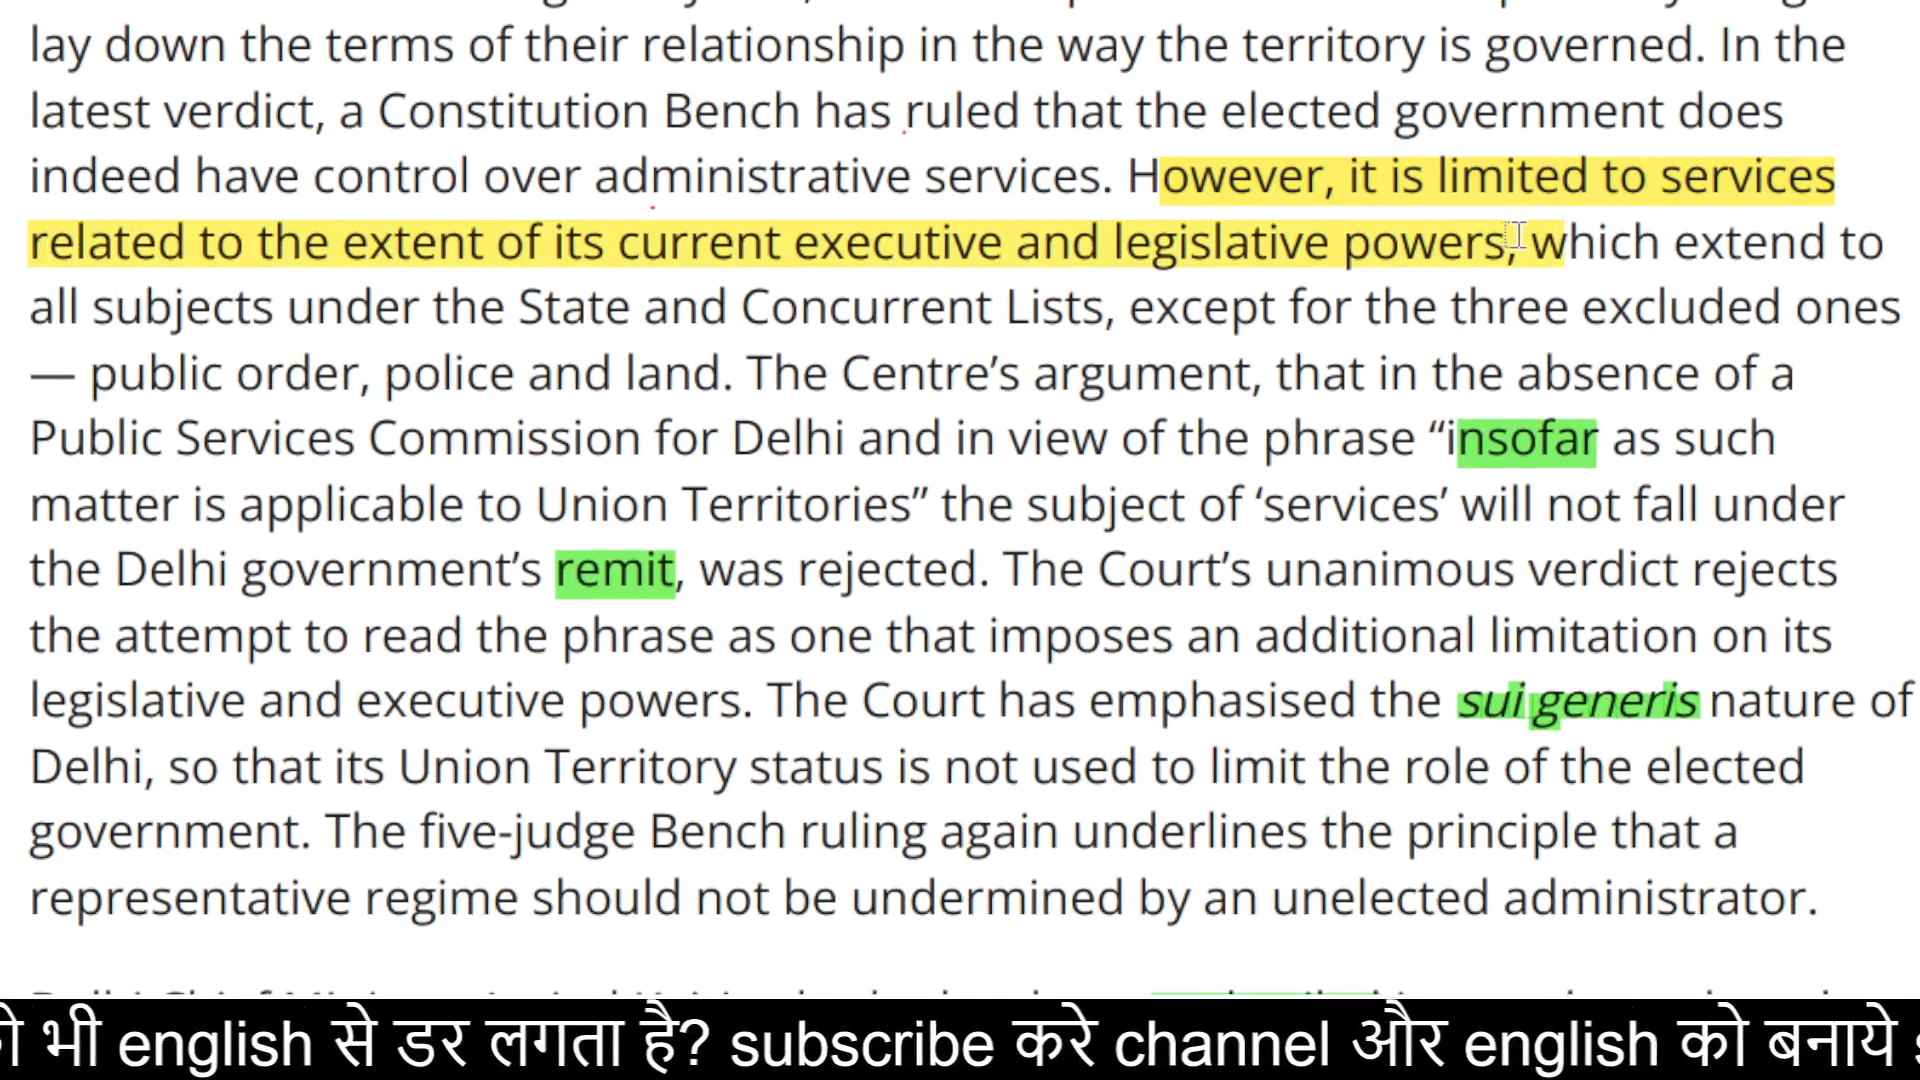 lay down the terms of their relationship in the way the territory is governed. In the
latest verdict, a Constitution Bench has ruled that the elected government does
indeed have control over administrative services. However, it is limited to services
related to the extent of its current executive and legislative powers, which extend to
all subjects under the State and Concurrent Lists, except for the three excluded ones
— public order, police and land. The Centre’s argument, that in the absence of a
Public Services Commission for Delhi and in view of the phrase “insofar as such
matter is applicable to Union Territories” the subject of ‘services’ will not fall under
the Delhi government’s remit, was rejected. The Court’s unanimous verdict rejects
the attempt to read the phrase as one that imposes an additional limitation on its
legislative and executive powers. The Court has emphasised the sui generis nature of
Delhi, so that its Union Territory status is not used to limit the role of the elected
government. The five-judge Bench ruling again underlines the principle that a
representative regime should not be undermined by an unelected administrator.
भी english से डर लगता है? subscribe करे channel और english को बनाये